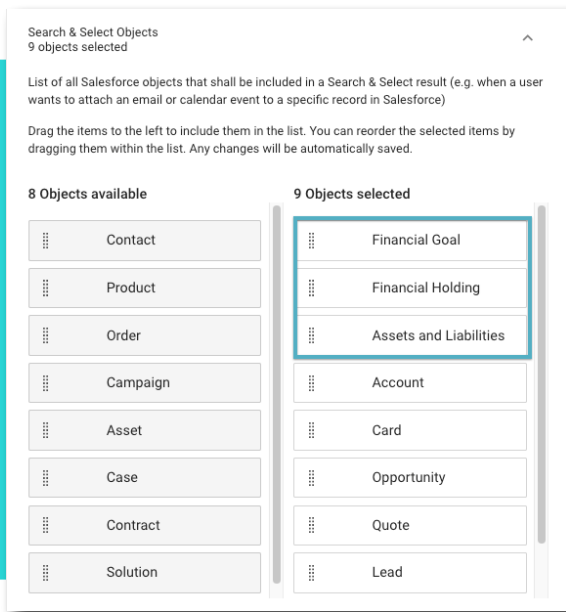 Search & Select Objects
9 objects selected
List of all Salesforce objects that shall be included in a Search & Select result (e.g. when a user
wants to attach an email or calendar event to a specific record in Salesforce)
Drag the items to the left to include them in the list. You can reorder the selected items by
dragging them within the list. Any changes will be automatically saved.
8 Objects available
9 Objects selected
Contact
Financial Goal
Product
Financial Holding
Order
Assets and Liabilities
Campaign
Account
Asset
Card
Case
Opportunity
Contract
Quote
Solution
Lead